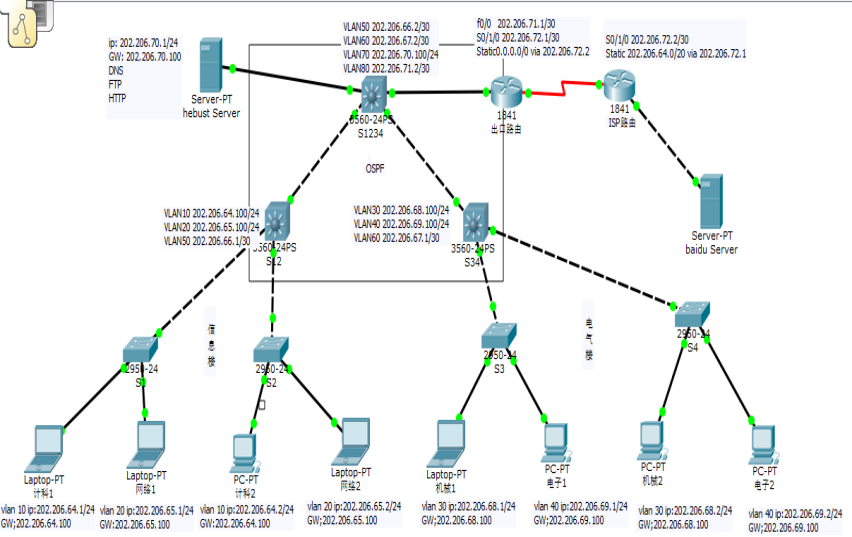 ip: 202.206.70.1/24
GW: 202.206.70.100
DNS
FTP
HTTP
Server-PT
hebust Server
VLAN50 202.206.66.2/30
VLAN60 202.206.67.2/30
VLAN70 202.206.70.100/24
VLAN80 202.206.71.2/30
3560-24PS
S1234
f0/0 202.206.71.1/30
S0/1/0 202.206.72.1/30
Static0.0.0.0/0 via 202.206.72.2
1841
出口路由
S0/1/0 202.206.72.2/30
Static 202.206.64.0/20 via 202.206.72.1
1841
ISP路由
OSPF
Server-PT
baidu Server
VLAN10 202.206.64.100/24
VLAN20 202.206.65.100/24
VLAN50 202.206.66.1/30
3560-24PS
S12
VLAN30 202.206.68.100/24
VLAN40 202.206.69.100/24
VLAN60 202.206.67.1/30
3560-24PS
S34
信息楼
电气楼
2950-24
S1
2950-24
S2
2950-24
S3
2950-24
S4
Laptop-PT
计科1
Laptop-PT
网络1
PC-PT
计科2
Laptop-PT
网络2
Laptop-PT
机械1
PC-PT
电子1
PC-PT
机械2
PC-PT
电子2
vlan 10 ip:202.206.64.1/24
GW;202.206.64.100
vlan 20 ip:202.206.65.1/24
GW;202.206.65.100
vlan 10 ip:202.206.64.2/24
GW;202.206.64.100
vlan 20 ip:202.206.65.2/24
GW;202.206.65.100
vlan 30 ip:202.206.68.1/24
GW;202.206.68.100
vlan 40 ip:202.206.69.1/24
GW;202.206.69.100
vlan 30 ip:202.206.68.2/24
GW;202.206.68.100
vlan 40 ip:202.206.69.2/24
GW;202.206.69.100